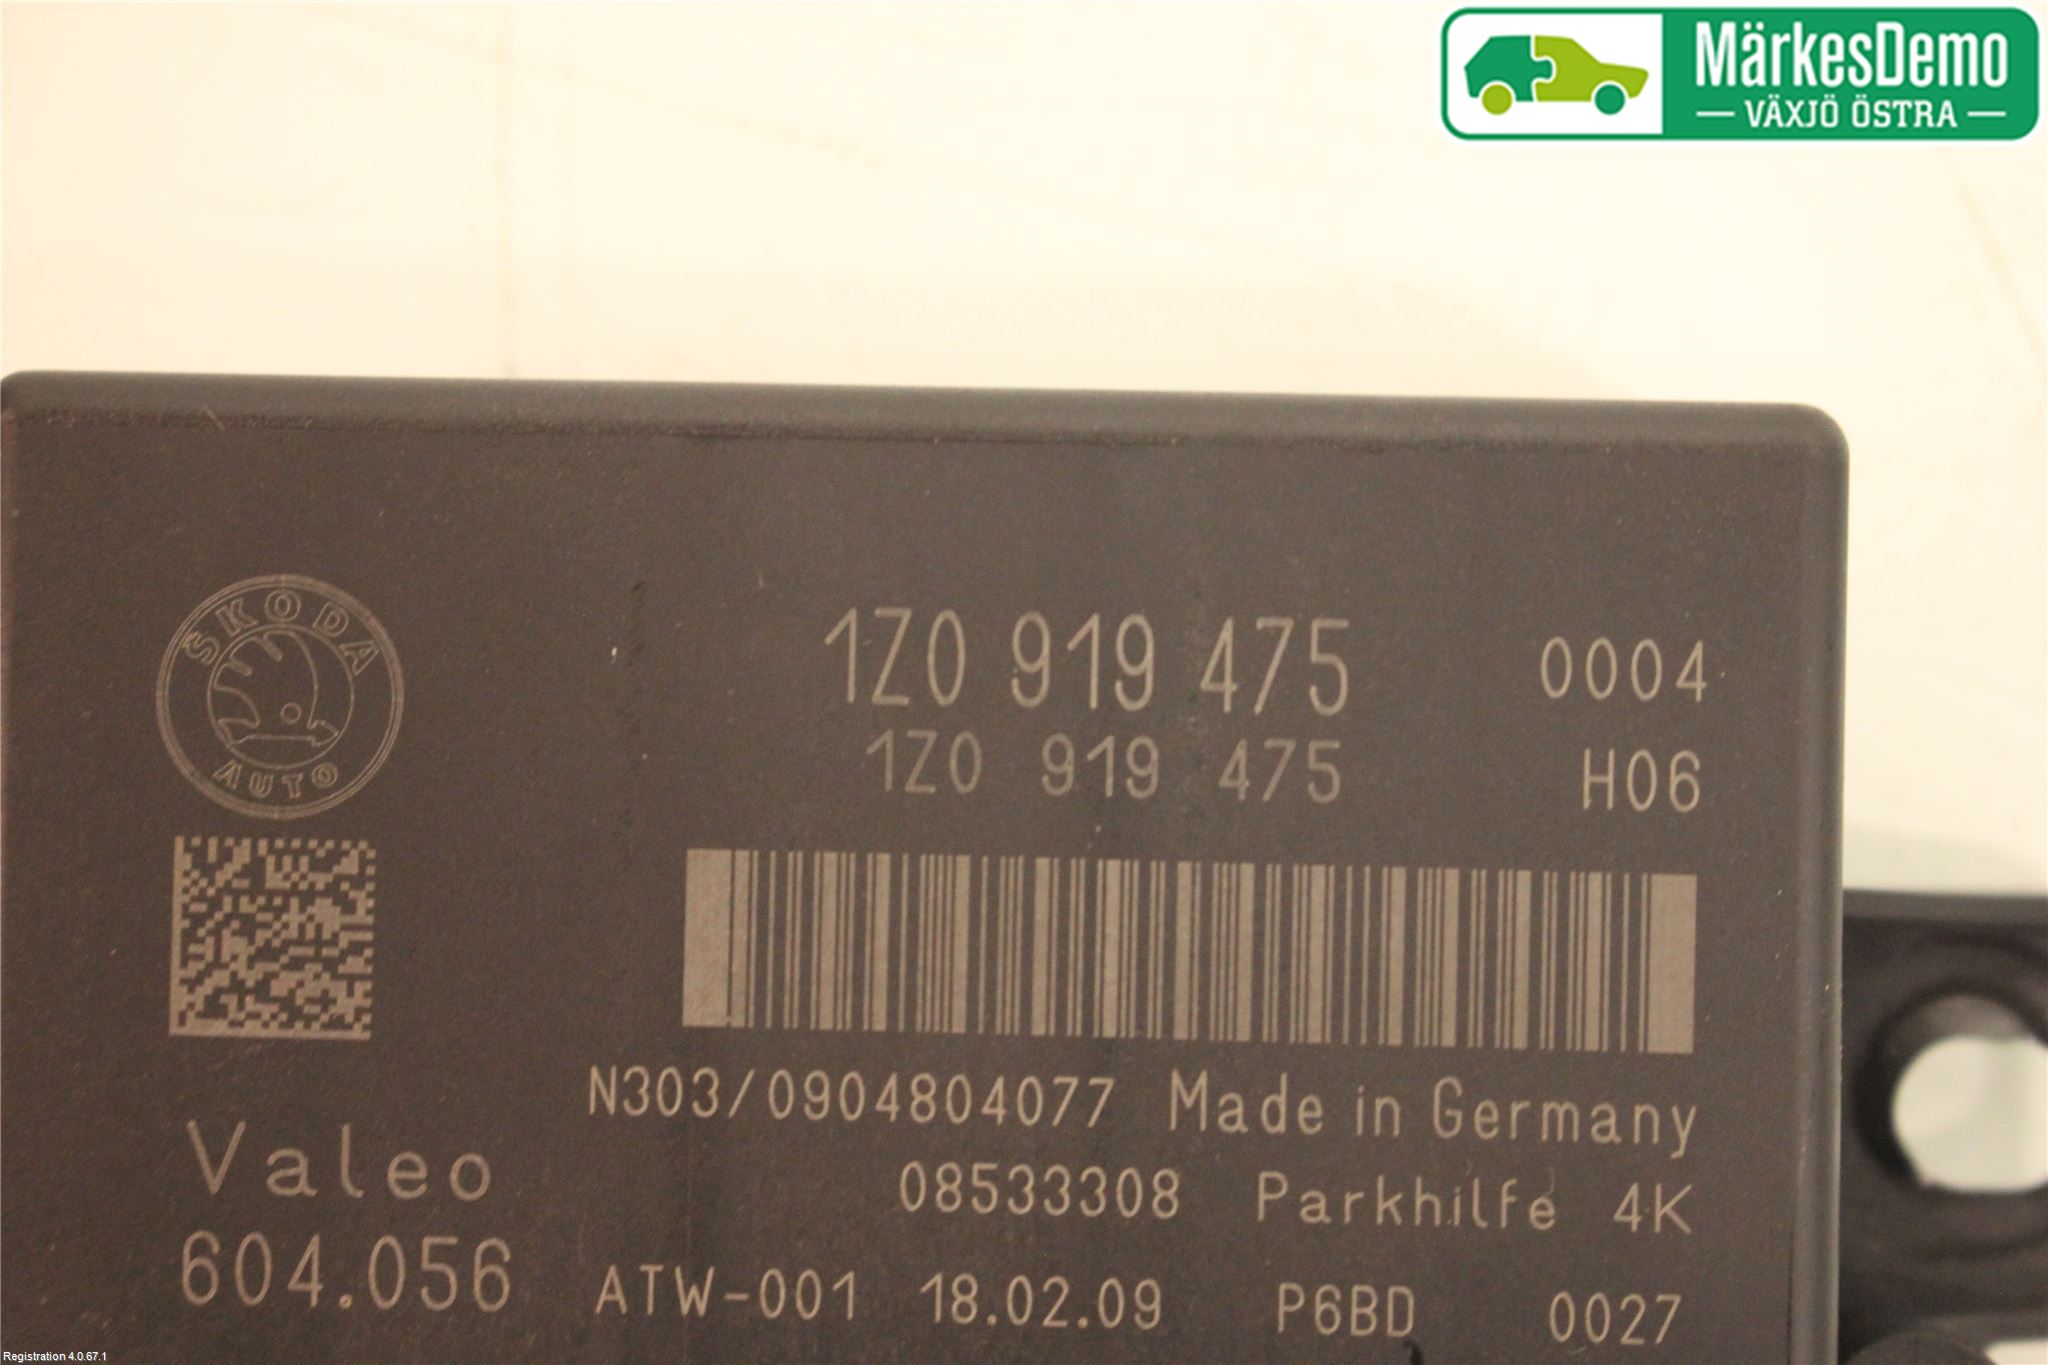 MärkesDemo
VÄXJÖ ÖSTRA
ŠKODA
AUTO
1Z0 919 475 0004
1Z0 919 475 H06
N303/0904804077 Made in Germany
Valeo
08533308 Parkhilfe 4K
604.056
ATW-001 18.02.09 P6BD 0027
Registration 4.0.67.1